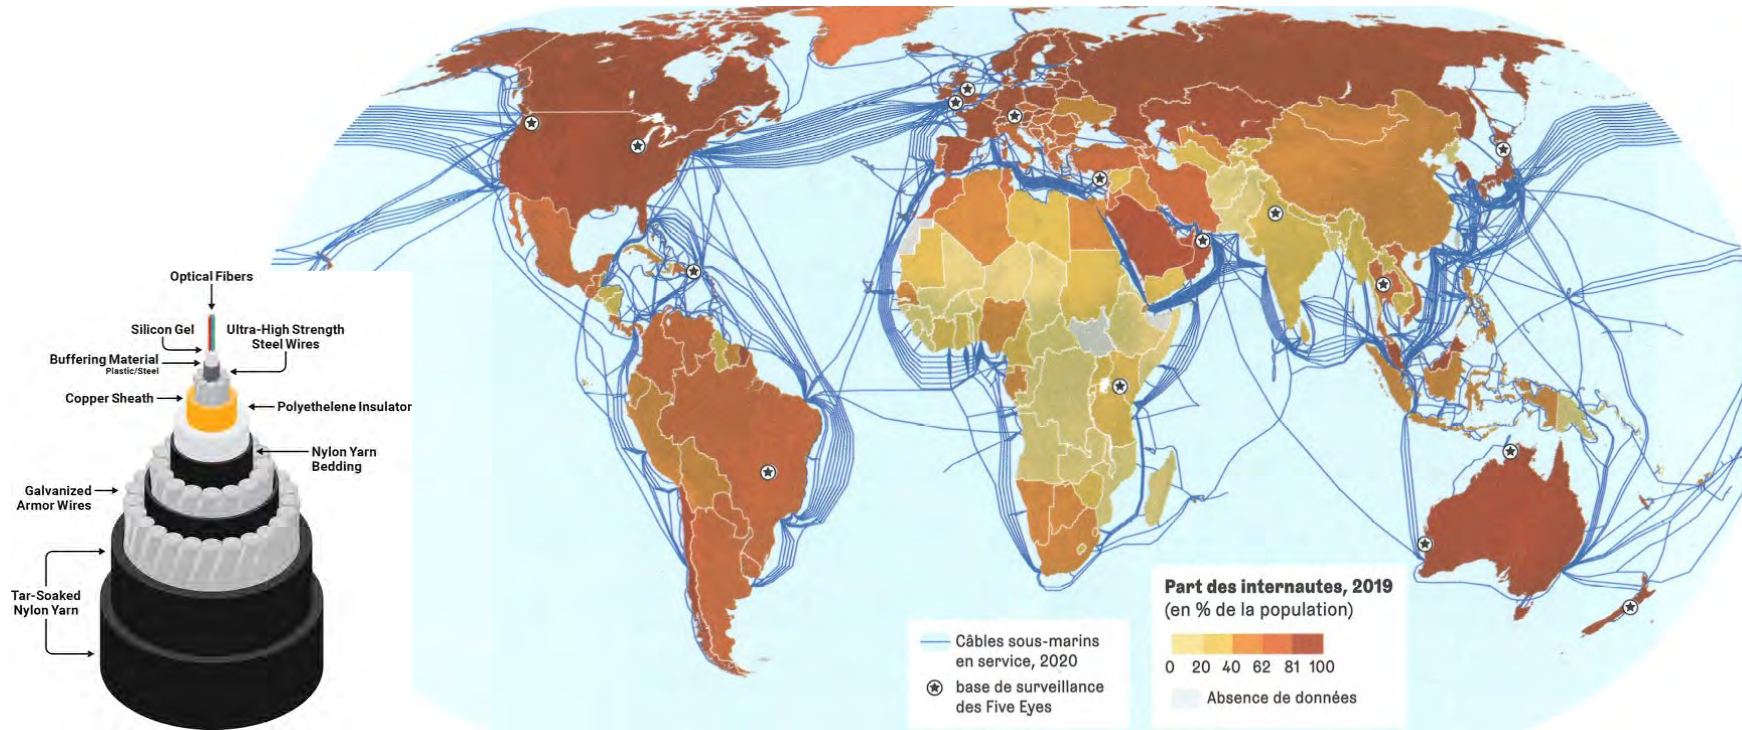 Optical Fibers
Silicon Gel
Ultra-High Strength
Steel Wires
Buffering Material
Plastic/Steel
Copper Sheath
Polyethelene Insulator
Nylon Yarn
Bedding
Galvanized
Armor Wires
Tar-Soaked
Nylon Yarn
Câbles sous-marins
en service, 2020
base de surveillance
des Five Eyes
Part des internautes, 2019
(en % de la population)
0 20 40 62 81 100
Absence de données